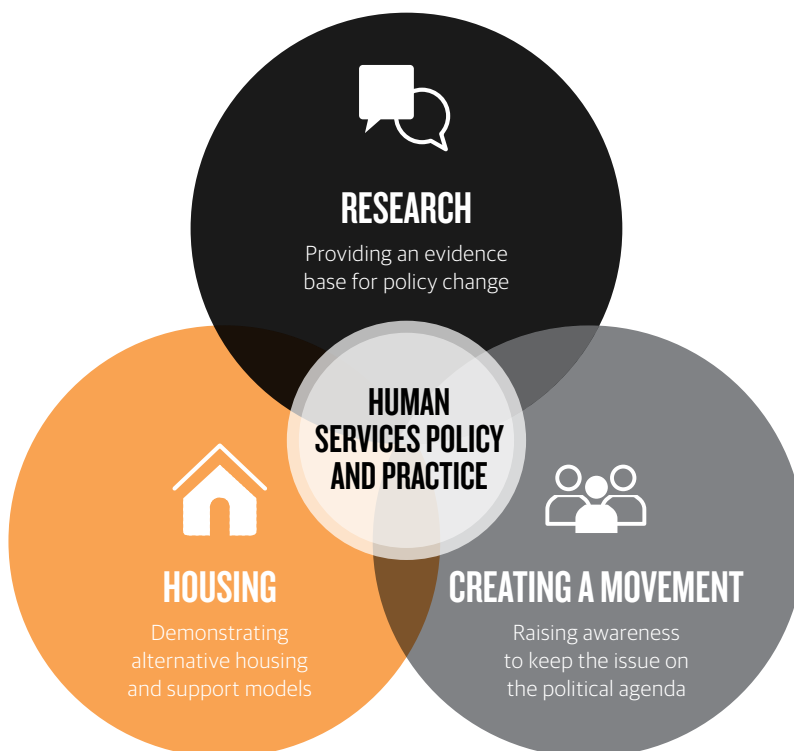 RESEARCH
Providing an evidence
base for policy change
HUMAN
SERVICES POLICY
AND PRACTICE
HOUSING
Demonstrating
alternative housing
and support models
CREATING A MOVEMENT
Raising awareness
to keep the issue on
the political agenda